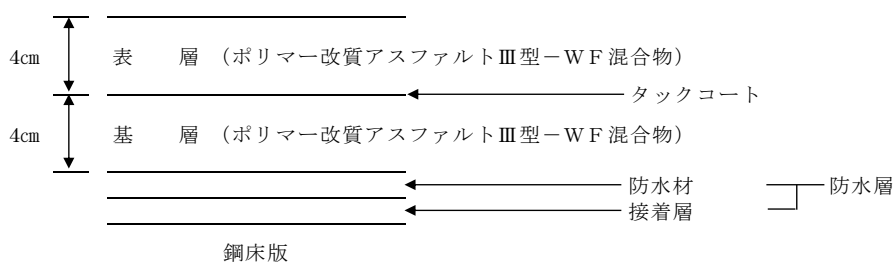 4cm 表　　層 （ポリマー改質アスファルトⅢ型－ＷＦ混合物）
タックコート
4cm 基　　層 （ポリマー改質アスファルトⅢ型－ＷＦ混合物）
防水材 防水層
接着層
鋼床版